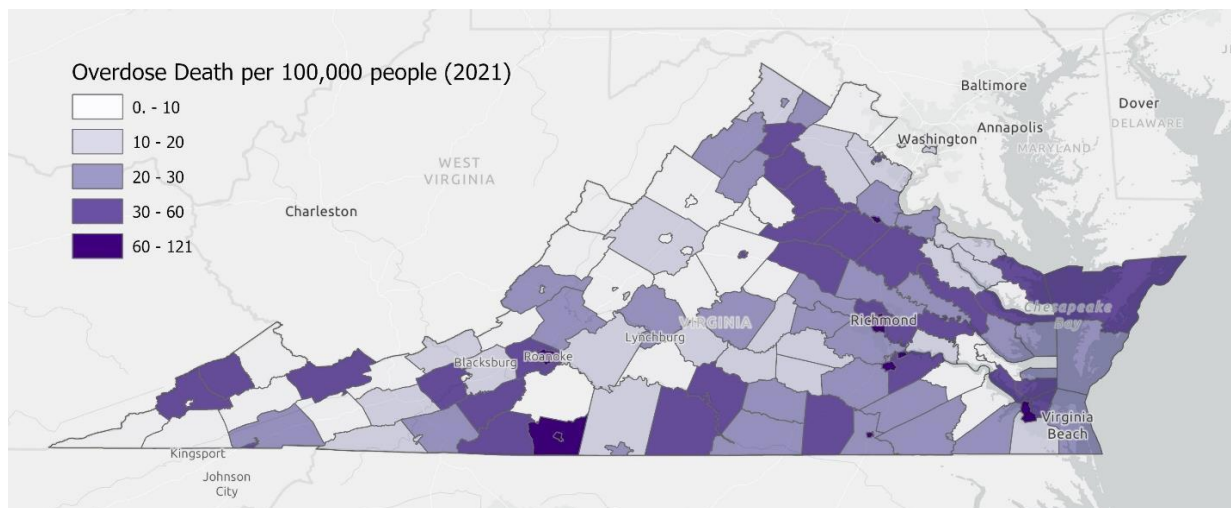 Overdose Death per 100,000 people (2021)
0. - 10
10 - 20
20 - 30
30 - 60
60 - 121
Baltimore
Dover
DELAWARE
Annapolis
Washington
MARYLAND
WEST
VIRGINIA
Charleston
Chesapeake
Bay
VIRGINIA
Richmond
Lynchburg
Roanoke
Blacksburg
Virginia
Beach
Kingsport
Johnson
City